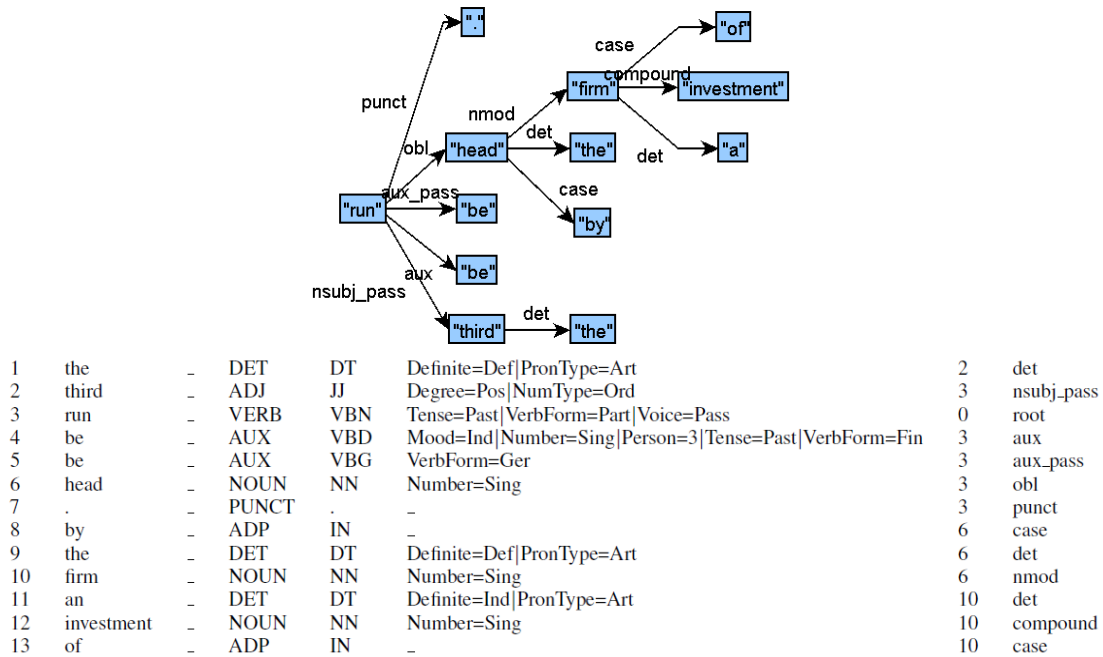 "."
"of"
case
compound
"firm"
"investment"
punct
nmod
det
"a"
obl
"head"
"the"
det
case
aux_pass
"run"
"be"
"by"
aux
"be"
nsubj_pass
"third"
det
"the"
1 the _ DET DT Definite=Def|PronType=Art 2 det
2 third _ ADJ JJ Degree=Pos|NumType=Ord 3 nsubj_pass
3 run _ VERB VBN Tense=Past|VerbForm=Part|Voice=Pass 0 root
4 be _ AUX VBD Mood=Ind|Number=Sing|Person=3|Tense=Past|VerbForm=Fin 3 aux
5 be _ AUX VBG VerbForm=Ger 3 aux_pass
6 head _ NOUN NN Number=Sing 3 obl
7 . _ PUNCT . _ 3 punct
8 by _ ADP IN _ 6 case
9 the _ DET DT Definite=Def|PronType=Art 6 det
10 firm _ NOUN NN Number=Sing 6 nmod
11 an _ DET DT Definite=Ind|PronType=Art 10 det
12 investment _ NOUN NN Number=Sing 10 compound
13 of _ ADP IN _ 10 case